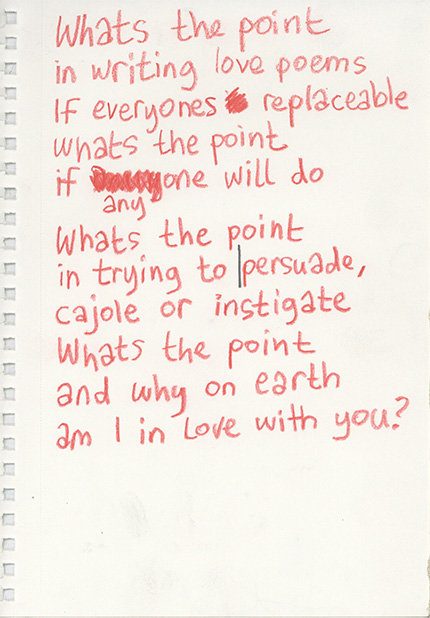 Whats the point
in writing love poems
If everyones replaceable
whats the point
if anyone will do
Whats the point
in trying to persuade,
cajole or instigate
Whats the point
and why on earth
am I in love with you?